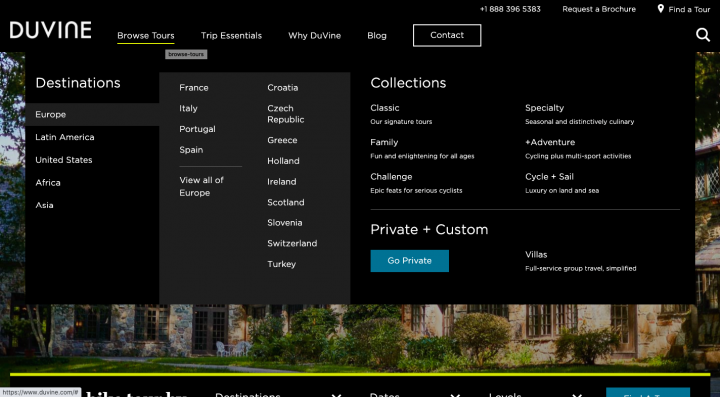 +1 888 396 5383
Request a Brochure
Find a Tour
DUVINE
Browse Tours
Trip Essentials
Why DuVine
Blog
Contact
browse-tours
Destinations
Europe
Latin America
United States
Africa
Asia
France
Italy
Portugal
Spain
View all of
Europe
Croatia
Czech
Republic
Greece
Holland
Ireland
Scotland
Slovenia
Switzerland
Turkey
Collections
Classic
Our signature tours
Specialty
Seasonal and distinctively culinary
Family
Fun and enlightening for all ages
+Adventure
Cycling plus multi-sport activities
Challenge
Epic feats for serious cyclists
Cycle + Sail
Luxury on land and sea
Private + Custom
Go Private
Villas
Full-service group travel, simplified
https://www.duvine.com/#
bike tour by
Destinations
Dates
Levels
Find A Tour